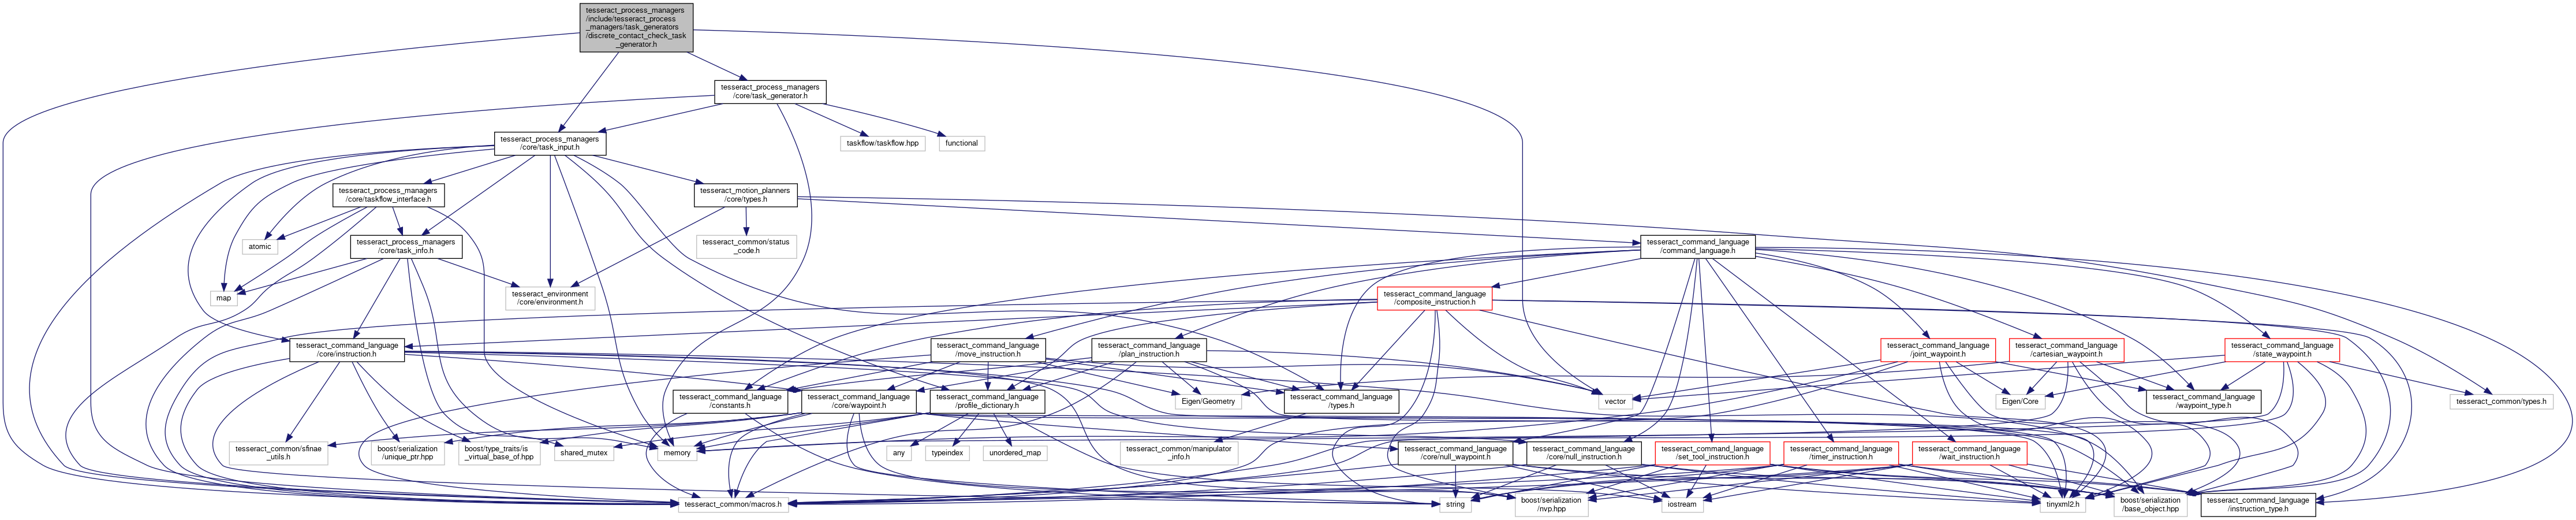 tesseract_process_managers
/include/tesseract_process
_managers/task_generators
/discrete_contact_check_task
_generator.h
tesseract_process_managers
/core/task_generator.h
tesseract_process_managers
/core/task_input.h
taskflow/taskflow.hpp
functional
tesseract_process_managers
/core/taskflow_interface.h
tesseract_motion_planners
/core/types.h
atomic
tesseract_process_managers
/core/task_info.h
tesseract_common/status
_code.h
tesseract_command_language
/command_language.h
map
tesseract_environment
/core/environment.h
tesseract_command_language
/composite_instruction.h
tesseract_command_language
/core/instruction.h
tesseract_command_language
/move_instruction.h
tesseract_command_language
/plan_instruction.h
tesseract_command_language
/joint_waypoint.h
tesseract_command_language
/cartesian_waypoint.h
tesseract_command_language
/state_waypoint.h
tesseract_command_language
/constants.h
tesseract_command_language
/core/waypoint.h
tesseract_command_language
/profile_dictionary.h
Eigen/Geometry
tesseract_command_language
/types.h
vector
Eigen/Core
tesseract_command_language
/waypoint_type.h
tesseract_common/types.h
tesseract_common/sfinae
_utils.h
boost/serialization
/unique_ptr.hpp
boost/type_traits/is
_virtual_base_of.hpp
shared_mutex
memory
any
typeindex
unordered_map
tesseract_common/manipulator
_info.h
tesseract_command_language
/core/null_waypoint.h
tesseract_command_language
/core/null_instruction.h
tesseract_command_language
/set_tool_instruction.h
tesseract_command_language
/timer_instruction.h
tesseract_command_language
/wait_instruction.h
tesseract_common/macros.h
string
boost/serialization
/nvp.hpp
iostream
tinyxml2.h
boost/serialization
/base_object.hpp
tesseract_command_language
/instruction_type.h